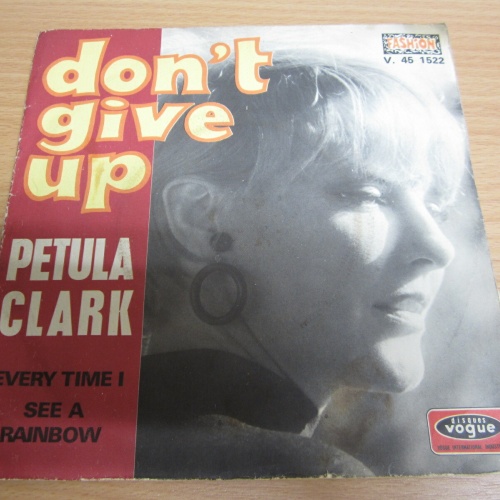 don't
give
up
FASHION
V. 45 1522
PETULA
CLARK
EVERY TIME I
SEE A
RAINBOW
DISQUES
vogue